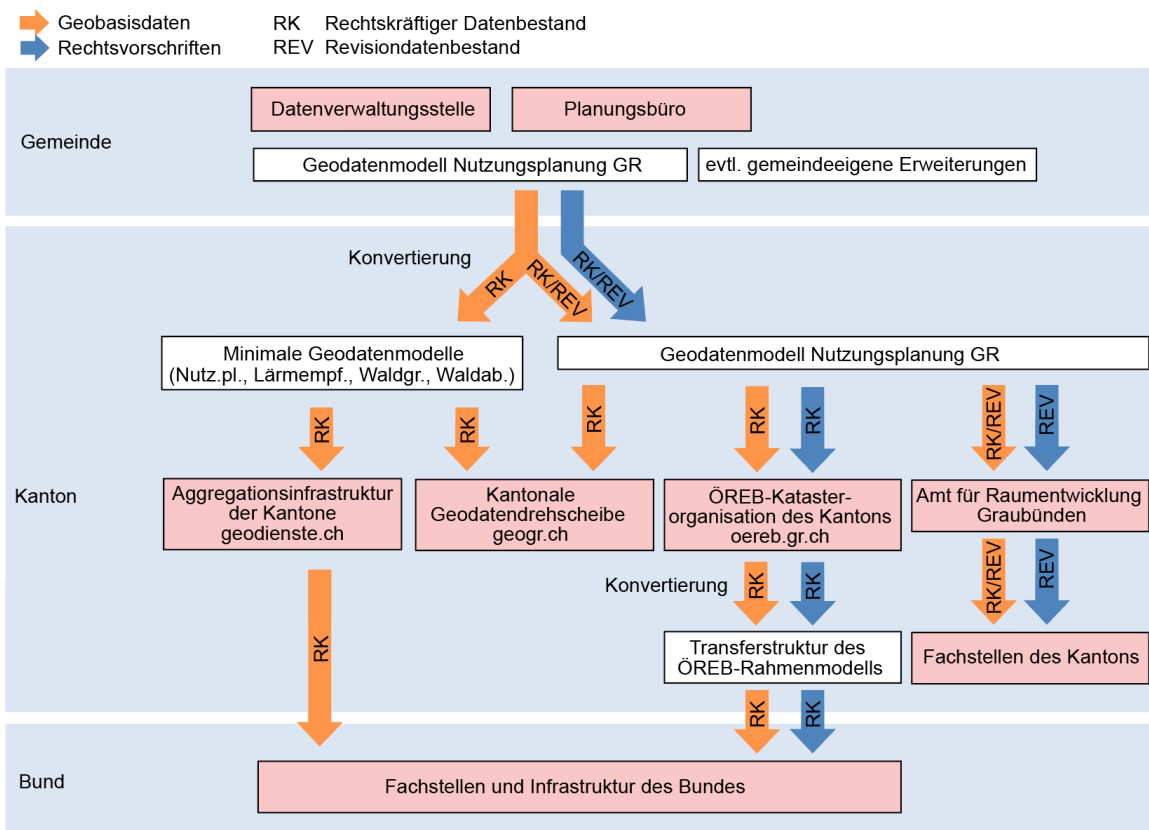 Geobasisdaten
RK Rechtskräftiger Datenbestand
Rechtsvorschriften
REV Revisiondatenbestand
Gemeinde
Datenverwaltungsstelle
Planungsbüro
Geodatenmodell Nutzungsplanung GR
evtl. gemeindeeigene Erweiterungen
Konvertierung
RK
RK/REV
RK/REV
Minimale Geodatenmodelle
(Nutz.pl., Lärmempf., Waldgr., Waldab.)
Geodatenmodell Nutzungsplanung GR
RK
RK
RK
RK
RK
RK/REV
REV
Kanton
Aggregationsinfrastruktur
der Kantone
geodienste.ch
Kantonale
Geodatendrehscheibe
geogr.ch
ÖREB-Kataster-
organisation des Kantons
oereb.gr.ch
Amt für Raumentwicklung
Graubünden
Konvertierung
RK
RK
RK
RK/REV
REV
Transferstruktur des
ÖREB-Rahmenmodells
Fachstellen des Kantons
RK
RK
Bund
Fachstellen und Infrastruktur des Bundes